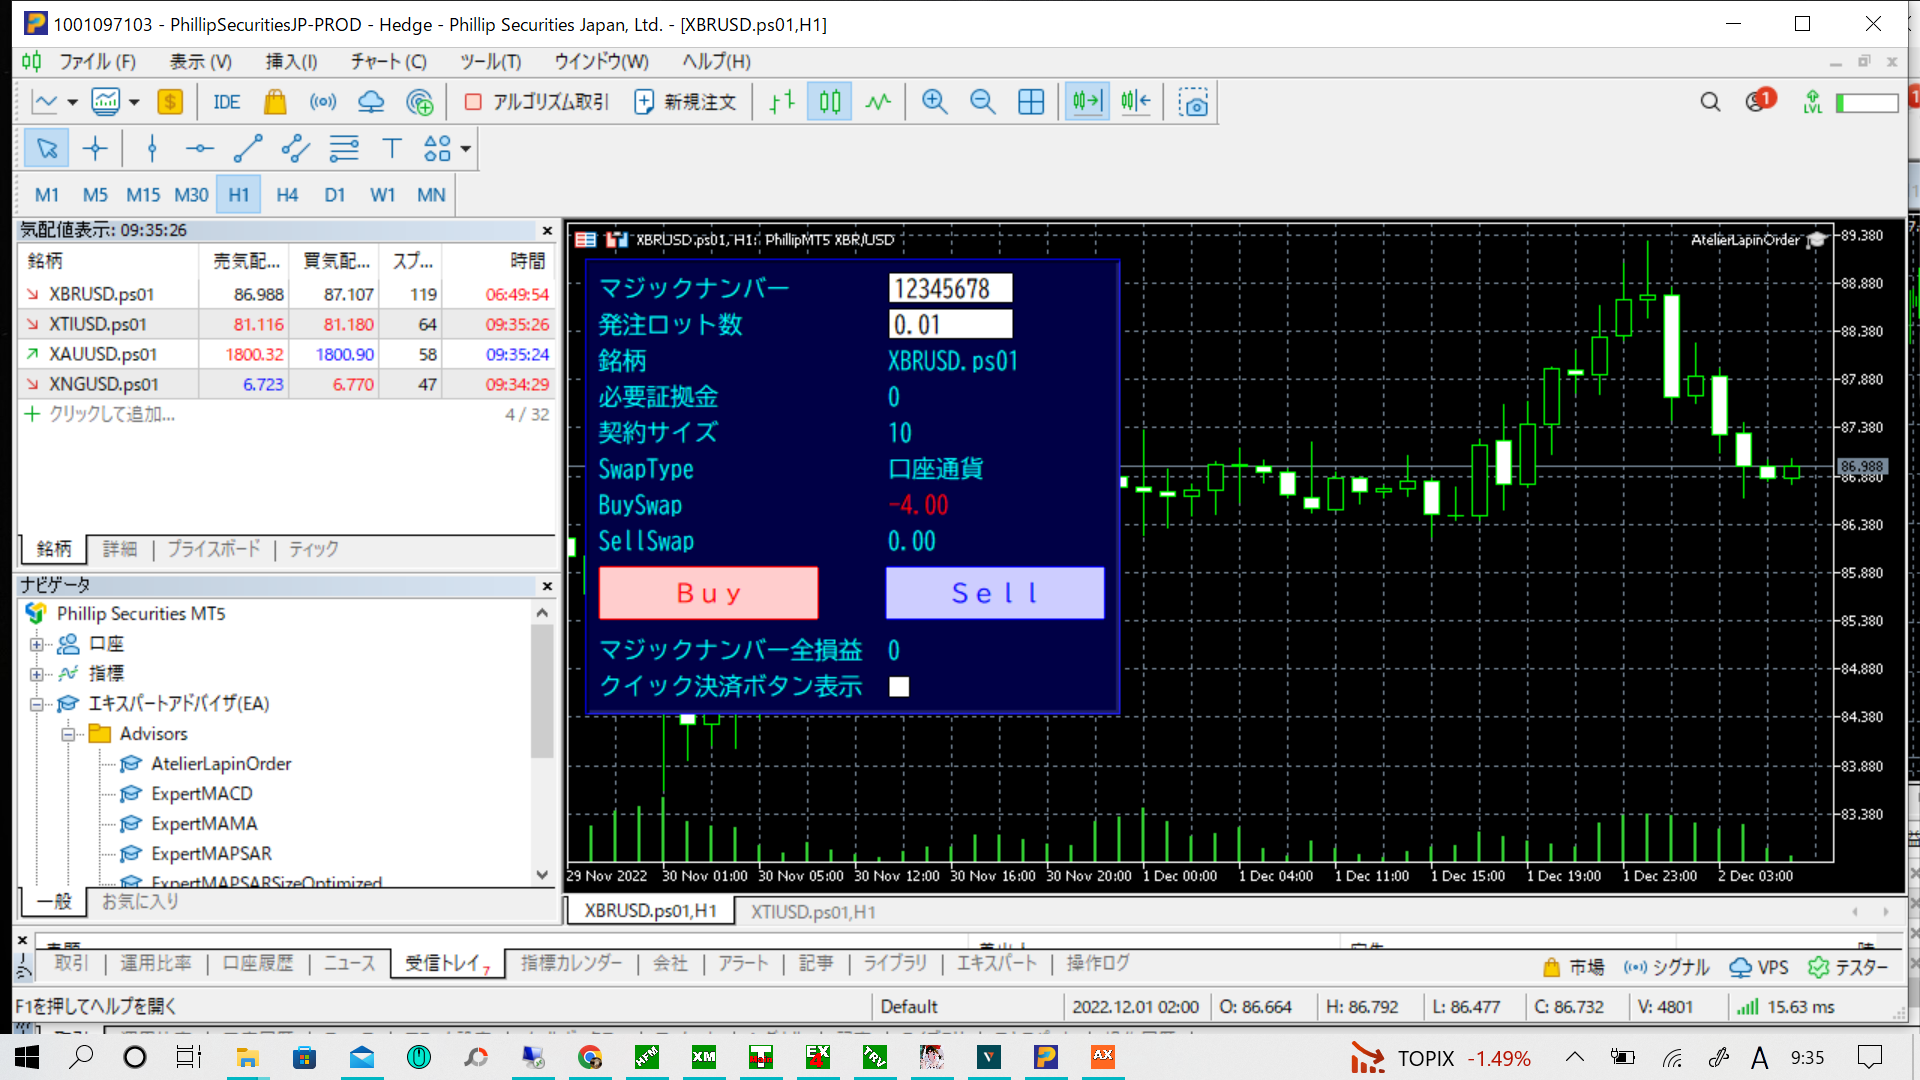 1001097103 - PhillipSecuritiesJP-PROD - Hedge - Phillip Securities Japan, Ltd. - [XBRUSD.ps01,H1]
ファイル (F) 表示 (V) 挿入(I) チャート (C) ツール(T) ウインドウ(W) ヘルプ(H)
IDE アルゴリズム取引 新規注文 1 LVL
M1 M5 M15 M30 H1 H4 D1 W1 MN
気配値表示: 09:35:26
銘柄 売気配... 買気配... スプ... 時間
XBRUSD.ps01 86.988 87.107 119 06:49:54
XTIUSD.ps01 81.116 81.180 64 09:35:26
XAUUSD.ps01 1800.32 1800.90 58 09:35:24
XNGUSD.ps01 6.723 6.770 47 09:34:29
クリックして追加... 4 / 32
銘柄 詳細 プライスボード ティック
ナビゲータ
Phillip Securities MT5
口座
指標
エキスパートアドバイザ(EA)
Advisors
AtelierLapinOrder
ExpertMACD
ExpertMAMA
ExpertMAPSAR
ExpertMAPSARSizeOptimized
一般 お気に入り
XBRUSD.ps01, H1: PhillipMT5 XBR/USD
AtelierLapinOrder
マジックナンバー 12345678
発注ロット数 0.01
銘柄 XBRUSD.ps01
必要証拠金 0
契約サイズ 10
SwapType 口座通貨
BuySwap -4.00
SellSwap 0.00
Buy Sell
マジックナンバー全損益 0
クイック決済ボタン表示
89.380
88.880
88.380
87.880
87.380
86.988
86.880
86.380
85.880
85.380
84.880
84.380
83.880
83.380
29 Nov 2022 30 Nov 01:00 30 Nov 05:00 30 Nov 12:00 30 Nov 16:00 30 Nov 20:00 1 Dec 00:00 1 Dec 04:00 1 Dec 11:00 1 Dec 15:00 1 Dec 19:00 1 Dec 23:00 2 Dec 03:00
XBRUSD.ps01,H1 XTIUSD.ps01,H1
取引 運用比率 口座履歴 ニュース 受信トレイ7 指標カレンダー 会社 アラート 記事 ライブラリ エキスパート 操作ログ
市場 シグナル VPS テスター
F1を押してヘルプを開く Default 2022.12.01 02:00 O: 86.664 H: 86.792 L: 86.477 C: 86.732 V: 4801 15.63 ms
HFM XM EX4 TRV AX TOPIX -1.49% A 9:35